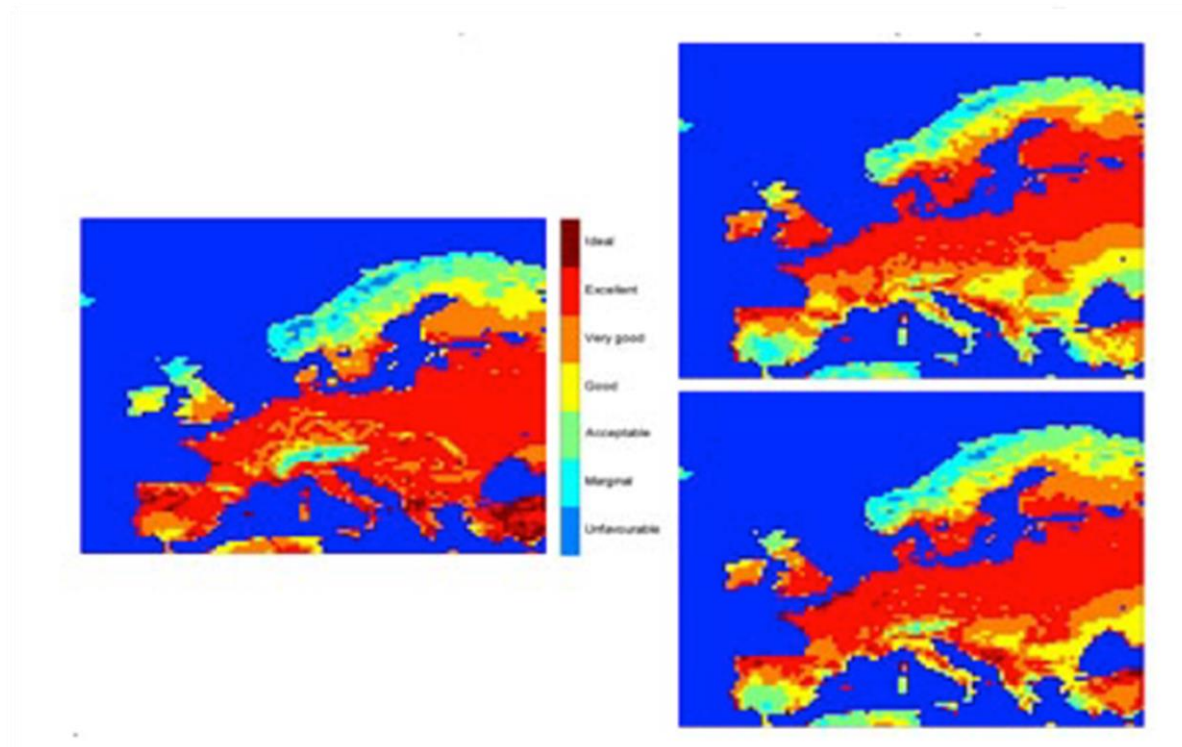 Ideal
Excellent
Very good
Good
Acceptable
Marginal
Unfavourable